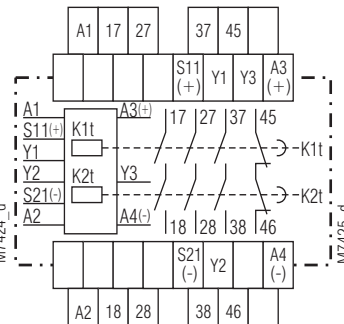 A1 17 27 37 45
S11 (+) Y1 Y3 A3 (+)
A1 A3(+) 17 27 37 45
S11(+)
K1t K1t
Y1
Y2 K2t Y3 K2t
S21(-)
A2 A4(-) 18 28 38 46
M7424_d M7425_d
S21 (-) Y2 A4 (-)
A2 18 28 38 46